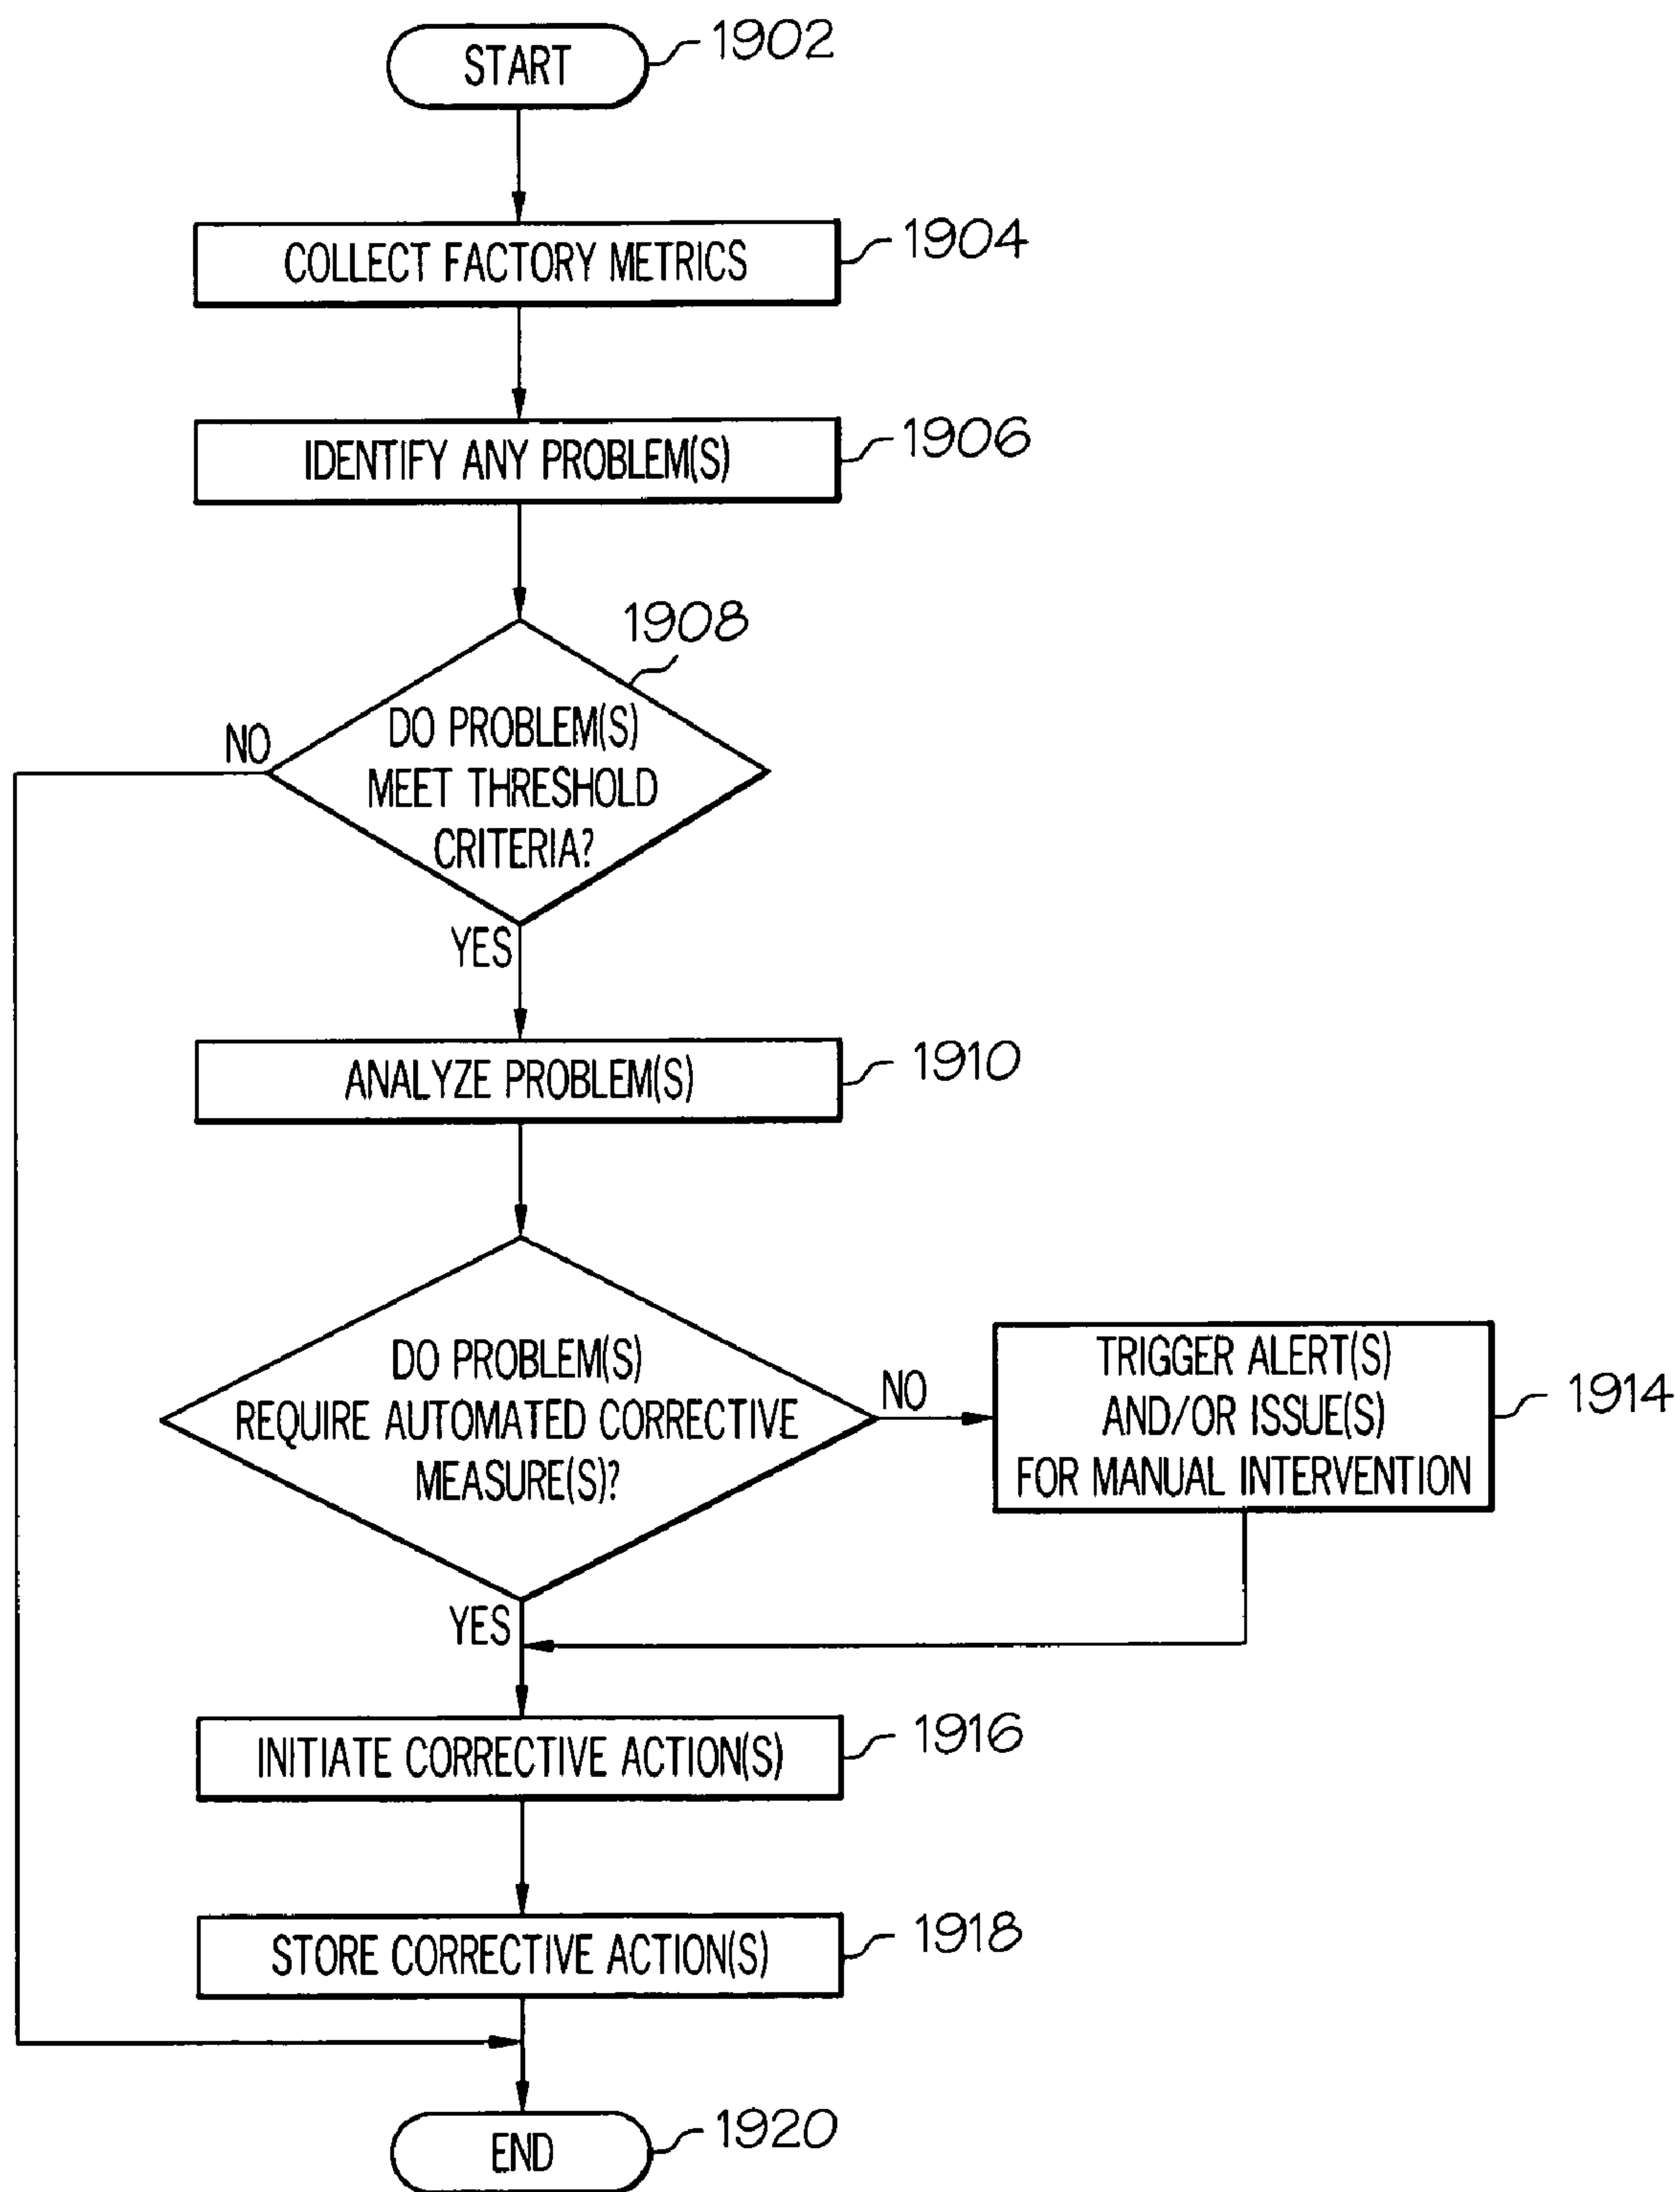 START
1902
COLLECT FACTORY METRICS
1904
IDENTIFY ANY PROBLEM(S)
1906
1908
DO PROBLEM(S)
MEET THRESHOLD
CRITERIA?
NO
YES
ANALYZE PROBLEM(S)
1910
DO PROBLEM(S)
REQUIRE AUTOMATED CORRECTIVE
MEASURE(S)?
NO
TRIGGER ALERT(S)
AND/OR ISSUE(S)
FOR MANUAL INTERVENTION
1914
YES
INITIATE CORRECTIVE ACTION(S)
1916
STORE CORRECTIVE ACTION(S)
1918
END
1920